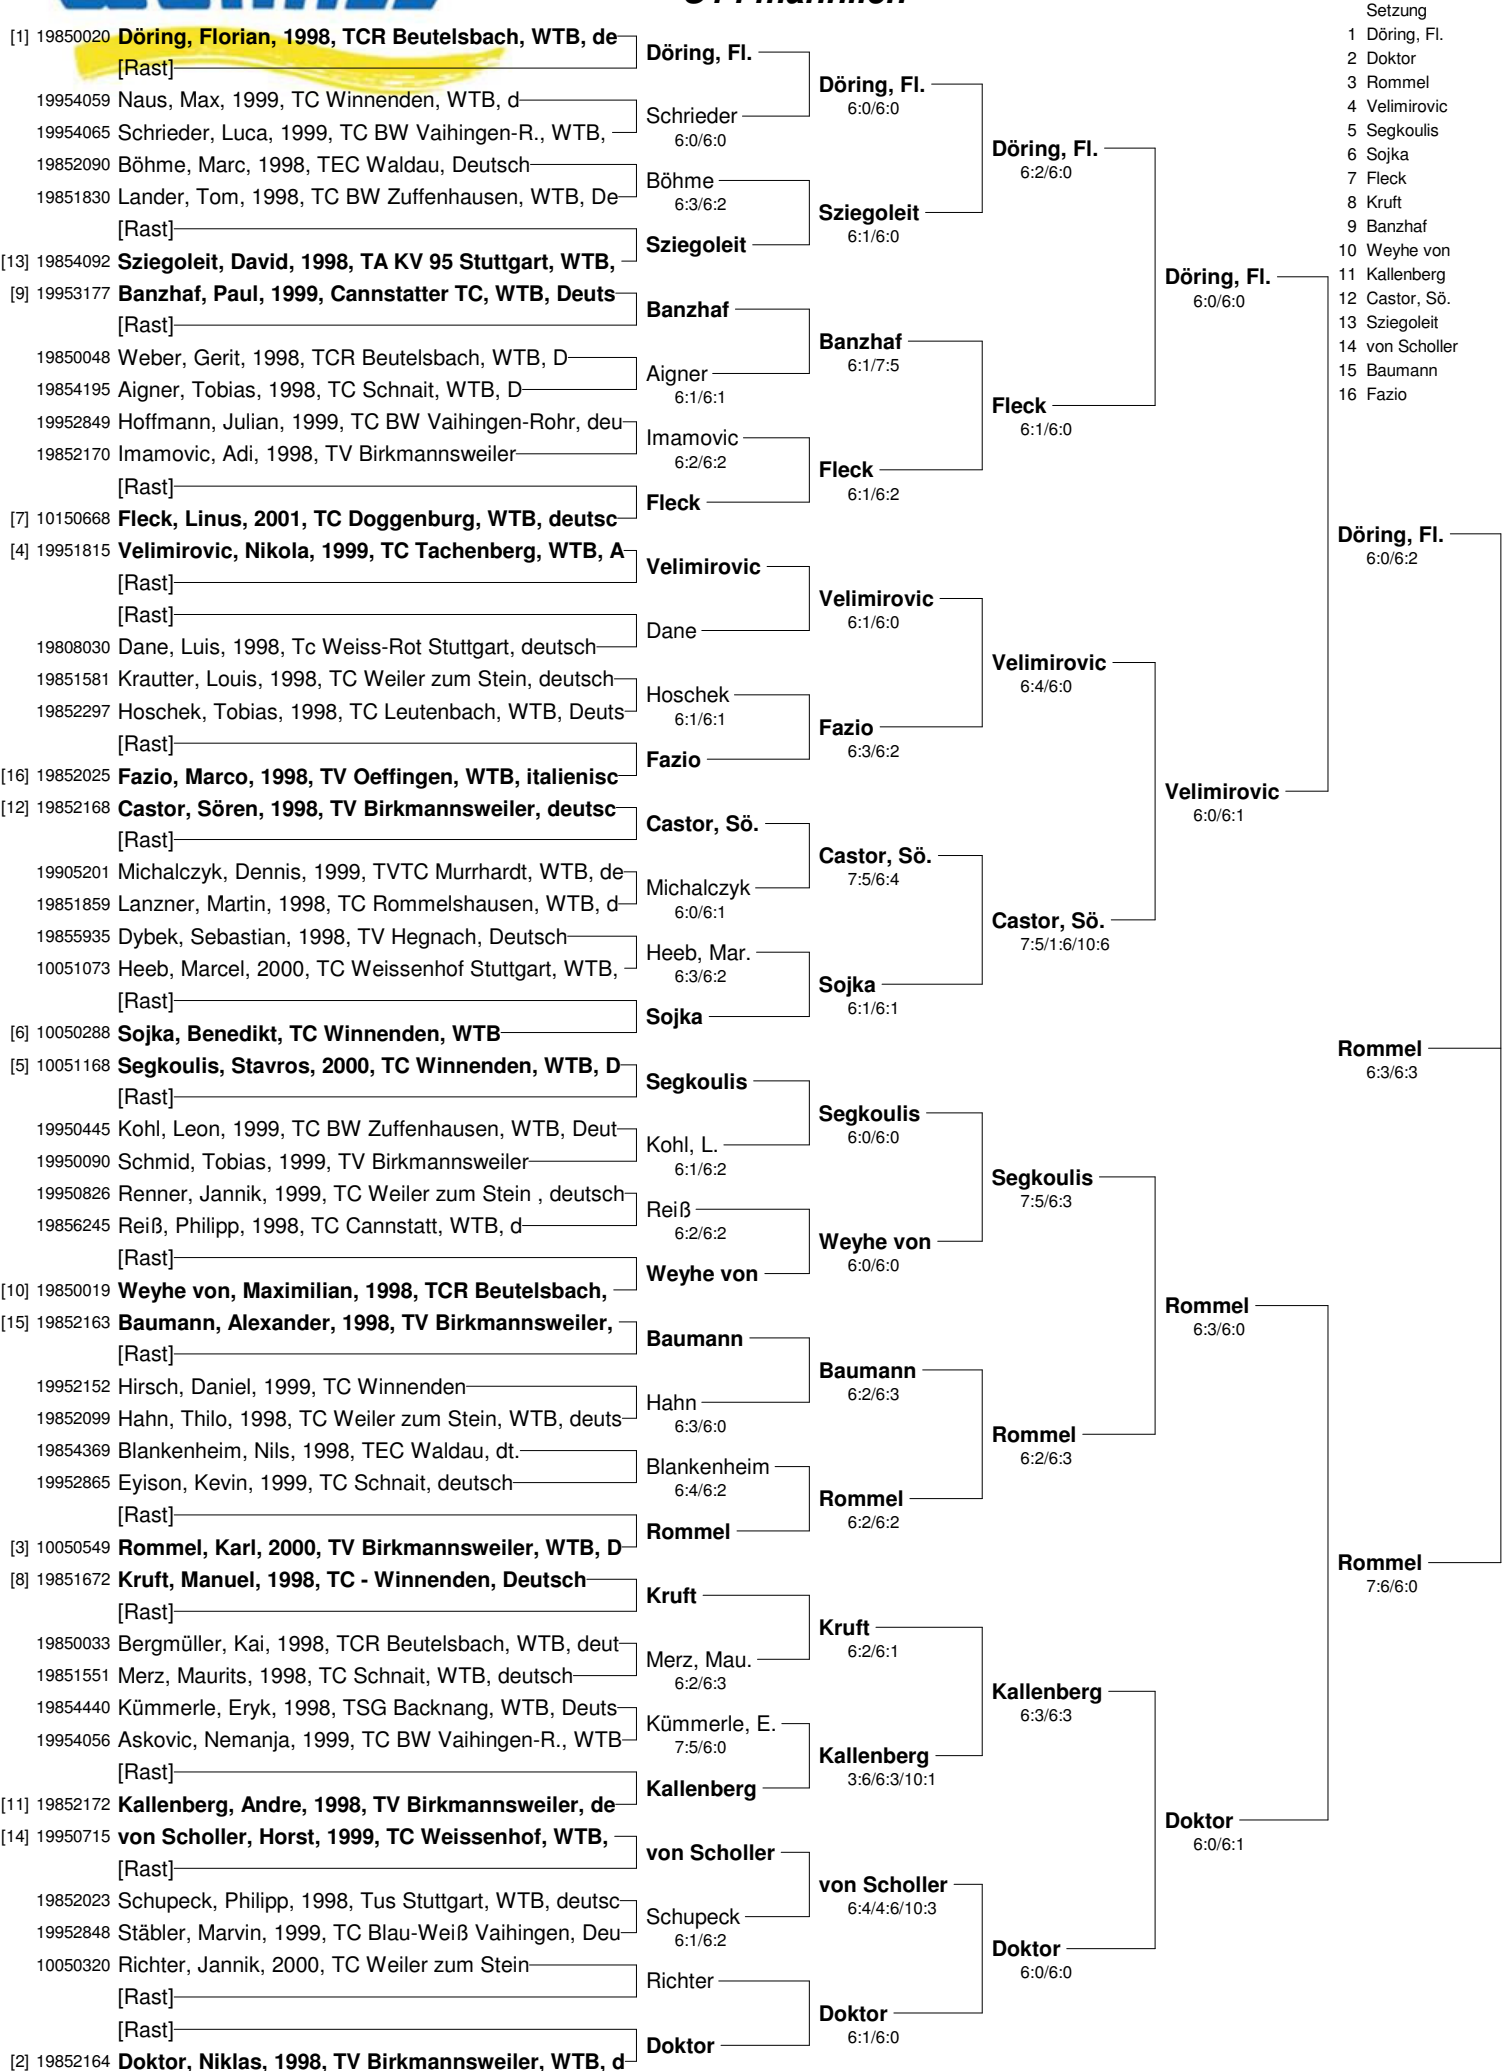 Setzung
1 Döring, Fl.
2 Doktor
3 Rommel
4 Velimirovic
5 Segkoulis
6 Sojka
7 Fleck
8 Kruft
9 Banzhaf
10 Weyhe von
11 Kallenberg
12 Castor, Sö.
13 Sziegoleit
14 von Scholler
15 Baumann
16 Fazio
[1] 19850020 Döring, Florian, 1998, TCR Beutelsbach, WTB, de
[Rast]
19954059 Naus, Max, 1999, TC Winnenden, WTB, d
19954065 Schrieder, Luca, 1999, TC BW Vaihingen-R., WTB,
19852090 Böhme, Marc, 1998, TEC Waldau, Deutsch
19851830 Lander, Tom, 1998, TC BW Zuffenhausen, WTB, De
[Rast]
[13] 19854092 Sziegoleit, David, 1998, TA KV 95 Stuttgart, WTB,
[9] 19953177 Banzhaf, Paul, 1999, Cannstatter TC, WTB, Deuts
[Rast]
19850048 Weber, Gerit, 1998, TCR Beutelsbach, WTB, D
19854195 Aigner, Tobias, 1998, TC Schnait, WTB, D
19952849 Hoffmann, Julian, 1999, TC BW Vaihingen-Rohr, deu
19852170 Imamovic, Adi, 1998, TV Birkmannsweiler
[Rast]
[7] 10150668 Fleck, Linus, 2001, TC Doggenburg, WTB, deutsc
[4] 19951815 Velimirovic, Nikola, 1999, TC Tachenberg, WTB, A
[Rast]
[Rast]
19808030 Dane, Luis, 1998, Tc Weiss-Rot Stuttgart, deutsch
19851581 Krautter, Louis, 1998, TC Weiler zum Stein, deutsch
19852297 Hoschek, Tobias, 1998, TC Leutenbach, WTB, Deuts
[Rast]
[16] 19852025 Fazio, Marco, 1998, TV Oeffingen, WTB, italienisc
[12] 19852168 Castor, Sören, 1998, TV Birkmannsweiler, deutsc
[Rast]
19905201 Michalczyk, Dennis, 1999, TVTC Murrhardt, WTB, de
19851859 Lanzner, Martin, 1998, TC Rommelshausen, WTB, d
19855935 Dybek, Sebastian, 1998, TV Hegnach, Deutsch
10051073 Heeb, Marcel, 2000, TC Weissenhof Stuttgart, WTB,
[Rast]
[6] 10050288 Sojka, Benedikt, TC Winnenden, WTB
[5] 10051168 Segkoulis, Stavros, 2000, TC Winnenden, WTB, D
[Rast]
19950445 Kohl, Leon, 1999, TC BW Zuffenhausen, WTB, Deut
19950090 Schmid, Tobias, 1999, TV Birkmannsweiler
19950826 Renner, Jannik, 1999, TC Weiler zum Stein , deutsch
19856245 Reiß, Philipp, 1998, TC Cannstatt, WTB, d
[Rast]
[10] 19850019 Weyhe von, Maximilian, 1998, TCR Beutelsbach,
[15] 19852163 Baumann, Alexander, 1998, TV Birkmannsweiler,
[Rast]
19952152 Hirsch, Daniel, 1999, TC Winnenden
19852099 Hahn, Thilo, 1998, TC Weiler zum Stein, WTB, deuts
19854369 Blankenheim, Nils, 1998, TEC Waldau, dt.
19952865 Eyison, Kevin, 1999, TC Schnait, deutsch
[Rast]
[3] 10050549 Rommel, Karl, 2000, TV Birkmannsweiler, WTB, D
[8] 19851672 Kruft, Manuel, 1998, TC - Winnenden, Deutsch
[Rast]
19850033 Bergmüller, Kai, 1998, TCR Beutelsbach, WTB, deut
19851551 Merz, Maurits, 1998, TC Schnait, WTB, deutsch
19854440 Kümmerle, Eryk, 1998, TSG Backnang, WTB, Deuts
19954056 Askovic, Nemanja, 1999, TC BW Vaihingen-R., WTB
[Rast]
[11] 19852172 Kallenberg, Andre, 1998, TV Birkmannsweiler, de
[14] 19950715 von Scholler, Horst, 1999, TC Weissenhof, WTB,
[Rast]
19852023 Schupeck, Philipp, 1998, Tus Stuttgart, WTB, deutsc
19952848 Stäbler, Marvin, 1999, TC Blau-Weiß Vaihingen, Deu
10050320 Richter, Jannik, 2000, TC Weiler zum Stein
[Rast]
[Rast]
[2] 19852164 Doktor, Niklas, 1998, TV Birkmannsweiler, WTB, d
Döring, Fl.
Schrieder
6:0/6:0
Böhme
6:3/6:2
Sziegoleit
Banzhaf
Aigner
6:1/6:1
Imamovic
6:2/6:2
Fleck
Velimirovic
Dane
Hoschek
6:1/6:1
Fazio
Castor, Sö.
Michalczyk
6:0/6:1
Heeb, Mar.
6:3/6:2
Sojka
Segkoulis
Kohl, L.
6:1/6:2
Reiß
6:2/6:2
Weyhe von
Baumann
Hahn
6:3/6:0
Blankenheim
6:4/6:2
Rommel
Kruft
Merz, Mau.
6:2/6:3
Kümmerle, E.
7:5/6:0
Kallenberg
von Scholler
Schupeck
6:1/6:2
Richter
Doktor
Döring, Fl.
6:0/6:0
Sziegoleit
6:1/6:0
Banzhaf
6:1/7:5
Fleck
6:1/6:2
Velimirovic
6:1/6:0
Fazio
6:3/6:2
Castor, Sö.
7:5/6:4
Sojka
6:1/6:1
Segkoulis
6:0/6:0
Weyhe von
6:0/6:0
Baumann
6:2/6:3
Rommel
6:2/6:2
Kruft
6:2/6:1
Kallenberg
3:6/6:3/10:1
von Scholler
6:4/4:6/10:3
Doktor
6:1/6:0
Döring, Fl.
6:2/6:0
Fleck
6:1/6:0
Velimirovic
6:4/6:0
Castor, Sö.
7:5/1:6/10:6
Segkoulis
7:5/6:3
Rommel
6:2/6:3
Kallenberg
6:3/6:3
Doktor
6:0/6:0
Döring, Fl.
6:0/6:0
Velimirovic
6:0/6:1
Rommel
6:3/6:0
Doktor
6:0/6:1
Döring, Fl.
6:0/6:2
Rommel
7:6/6:0
Rommel
6:3/6:3